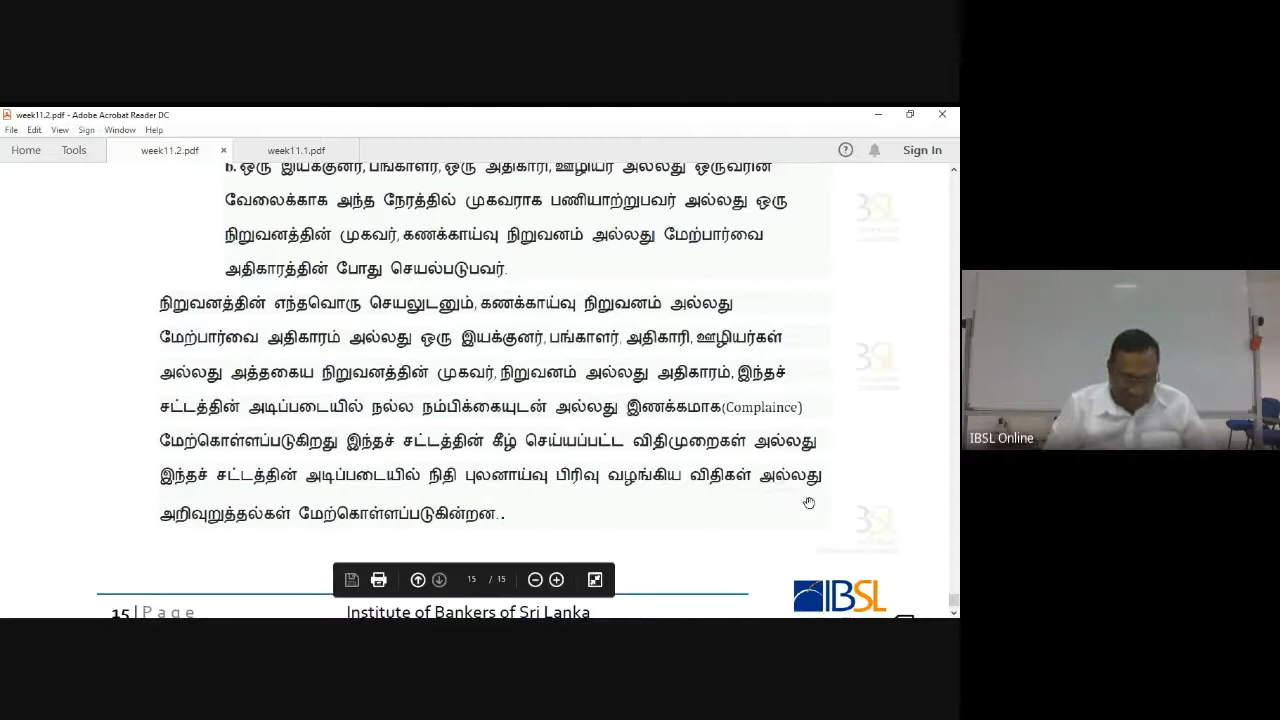 week11.2.pdf - Adobe Acrobat Reader DC
File Edit View Sign Window Help
Home Tools week11.2.pdf × week11.1.pdf Sign In
b. ஒரு இயக்குனர், பங்காளர், ஒரு அதிகாரி, ஊழியர் அல்லது ஒருவரின்
வேலைக்காக அந்த நேரத்தில் முகவராக பணியாற்றுபவர் அல்லது ஒரு
நிறுவனத்தின் முகவர், கணக்காய்வு நிறுவனம் அல்லது மேற்பார்வை
அதிகாரத்தின் போது செயல்படுபவர்.
நிறுவனத்தின் எந்தவொரு செயலுடனும், கணக்காய்வு நிறுவனம் அல்லது
மேற்பார்வை அதிகாரம் அல்லது ஒரு இயக்குனர், பங்காளர், அதிகாரி, ஊழியர்கள்
அல்லது அத்தகைய நிறுவனத்தின் முகவர், நிறுவனம் அல்லது அதிகாரம், இந்தச்
சட்டத்தின் அடிப்படையில் நல்ல நம்பிக்கையுடன் அல்லது இணக்கமாக(Complaince)
மேற்கொள்ளப்படுகிறது இந்தச் சட்டத்தின் கீழ் செய்யப்பட்ட விதிமுறைகள் அல்லது
இந்தச் சட்டத்தின் அடிப்படையில் நிதி புலனாய்வு பிரிவு வழங்கிய விதிகள் அல்லது
அறிவுறுத்தல்கள் மேற்கொள்ளப்படுகின்றன..
15 / 15
15 | Page Institute of Bankers of Sri Lanka
IBSL
IBSL Online